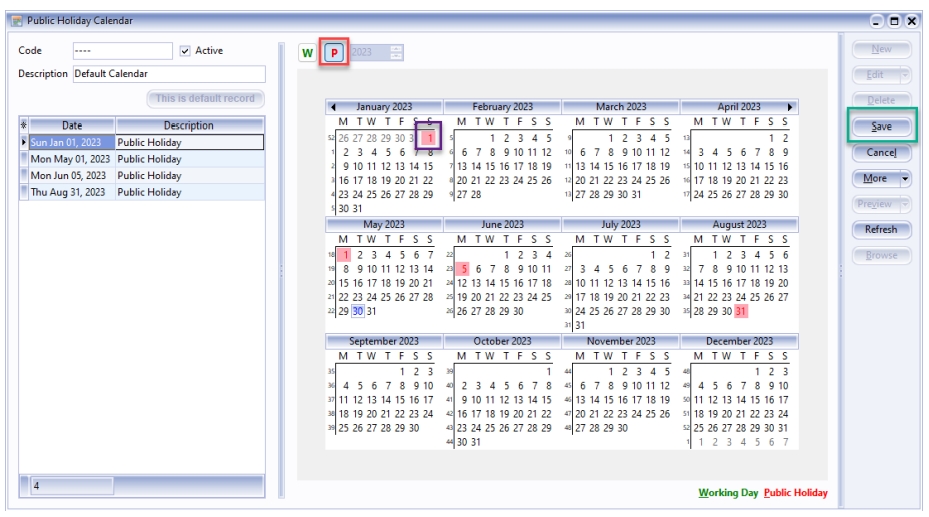 Public Holiday Calendar
Code ---- Active
Description Default Calendar
This is default record
W P 2023
Date Description
Sun Jan 01, 2023 Public Holiday
Mon May 01, 2023 Public Holiday
Mon Jun 05, 2023 Public Holiday
Thu Aug 31, 2023 Public Holiday
4
January 2023
M T W T F S S
52 26 27 28 29 30 3 1
1 2 3 4 5 6 7 8
2 9 10 11 12 13 14 15
3 16 17 18 19 20 21 22
4 23 24 25 26 27 28 29
5 30 31
February 2023
M T W T F S S
5 1 2 3 4 5
6 6 7 8 9 10 11 12
7 13 14 15 16 17 18 19
8 20 21 22 23 24 25 26
9 27 28
March 2023
M T W T F S S
9 1 2 3 4 5
10 6 7 8 9 10 11 12
11 13 14 15 16 17 18 19
12 20 21 22 23 24 25 26
13 27 28 29 30 31
April 2023
M T W T F S S
13 1 2
14 3 4 5 6 7 8 9
15 10 11 12 13 14 15 16
16 17 18 19 20 21 22 23
17 24 25 26 27 28 29 30
May 2023
M T W T F S S
18 1 2 3 4 5 6 7
19 8 9 10 11 12 13 14
20 15 16 17 18 19 20 21
21 22 23 24 25 26 27 28
22 29 30 31
June 2023
M T W T F S S
22 1 2 3 4
23 5 6 7 8 9 10 11
24 12 13 14 15 16 17 18
25 19 20 21 22 23 24 25
26 26 27 28 29 30
July 2023
M T W T F S S
26 1 2
27 3 4 5 6 7 8 9
28 10 11 12 13 14 15 16
29 17 18 19 20 21 22 23
30 24 25 26 27 28 29 30
31 31
August 2023
M T W T F S S
31 1 2 3 4 5 6
32 7 8 9 10 11 12 13
33 14 15 16 17 18 19 20
34 21 22 23 24 25 26 27
35 28 29 30 31
September 2023
M T W T F S S
35 1 2 3
36 4 5 6 7 8 9 10
37 11 12 13 14 15 16 17
38 18 19 20 21 22 23 24
39 25 26 27 28 29 30
October 2023
M T W T F S S
39 1
40 2 3 4 5 6 7 8
41 9 10 11 12 13 14 15
42 16 17 18 19 20 21 22
43 23 24 25 26 27 28 29
44 30 31
November 2023
M T W T F S S
44 1 2 3 4 5
45 6 7 8 9 10 11 12
46 13 14 15 16 17 18 19
47 20 21 22 23 24 25 26
48 27 28 29 30
December 2023
M T W T F S S
48 1 2 3
49 4 5 6 7 8 9 10
50 11 12 13 14 15 16 17
51 18 19 20 21 22 23 24
52 25 26 27 28 29 30 31
1 1 2 3 4 5 6 7
Working Day Public Holiday
New
Edit
Delete
Save
Cancel
More
Preview
Refresh
Browse